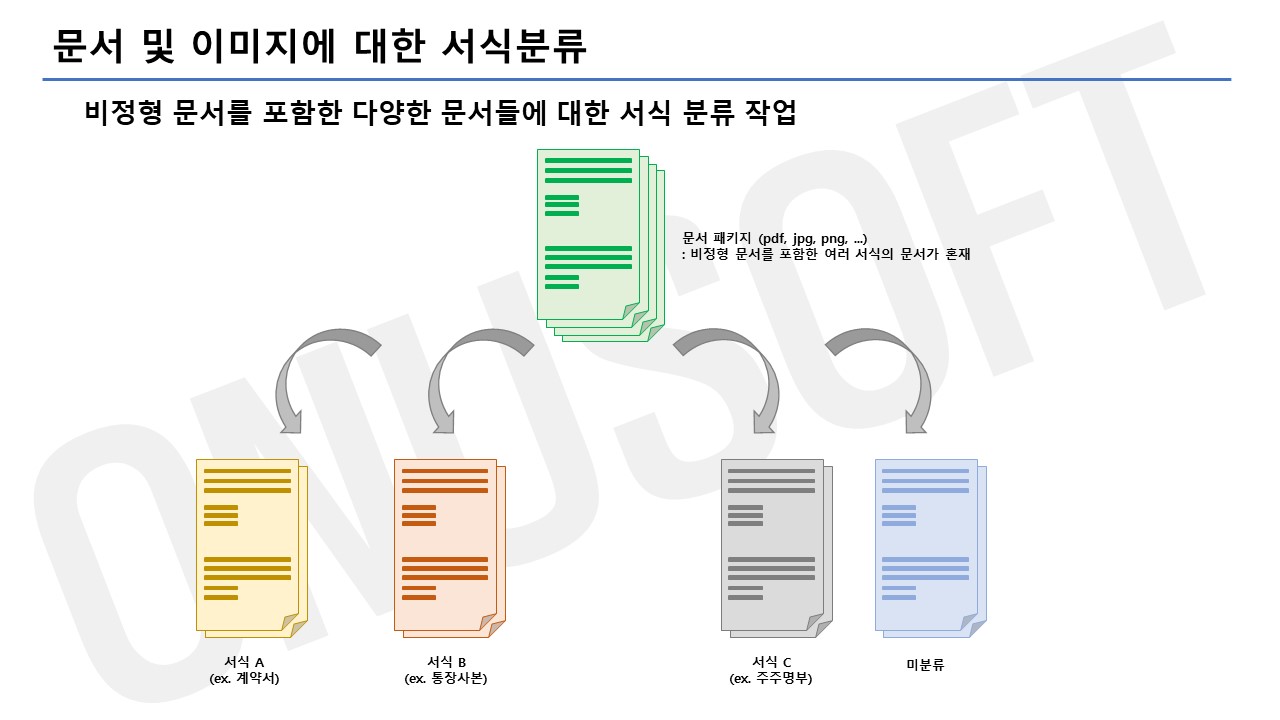 문서 및 이미지에 대한 서식분류
비정형 문서를 포함한 다양한 문서들에 대한 서식 분류 작업
문서 패키지 (pdf, jpg, png, ...)
: 비정형 문서를 포함한 여러 서식의 문서가 혼재
서식 A
(ex. 계약서)
서식 B
(ex. 통장사본)
서식 C
(ex. 주주명부)
미분류
ONUSOFT